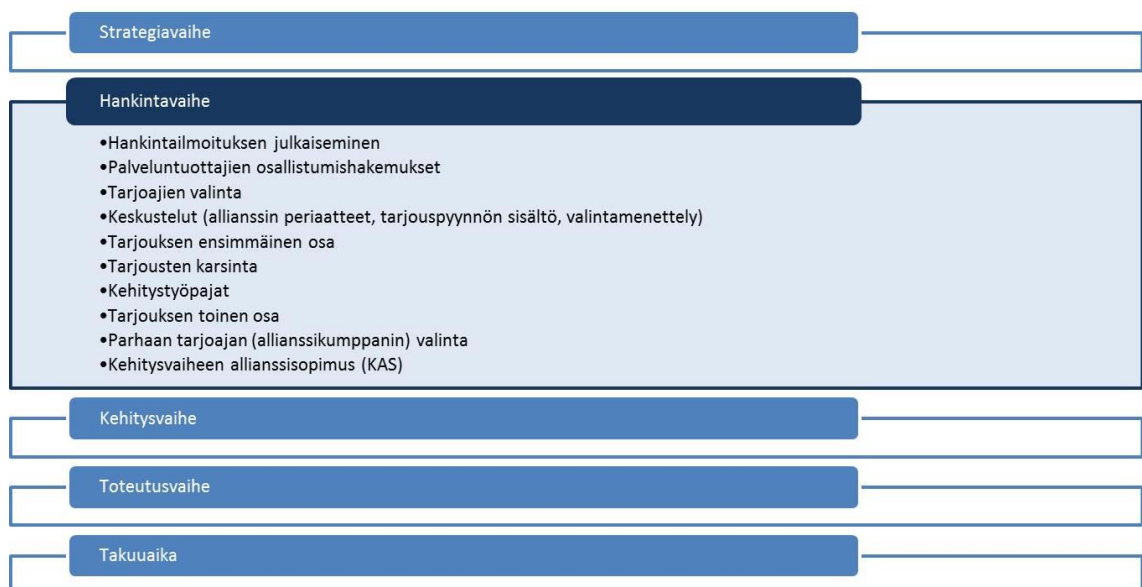 Strategiavaihe
Hankintavaihe
•Hankintailmoituksen julkaiseminen
•Palveluntuottajien osallistumishakemukset
•Tarjoajien valinta
•Keskustelut (allianssin periaatteet, tarjouspyynnön sisältö, valintamenettely)
•Tarjouksen ensimmäinen osa
•Tarjousten karsinta
•Kehitystyöpajat
•Tarjouksen toinen osa
•Parhaan tarjoajan (allianssikumppanin) valinta
•Kehitysvaiheen allianssisopimus (KAS)
Kehitysvaihe
Toteutusvaihe
Takuuaika